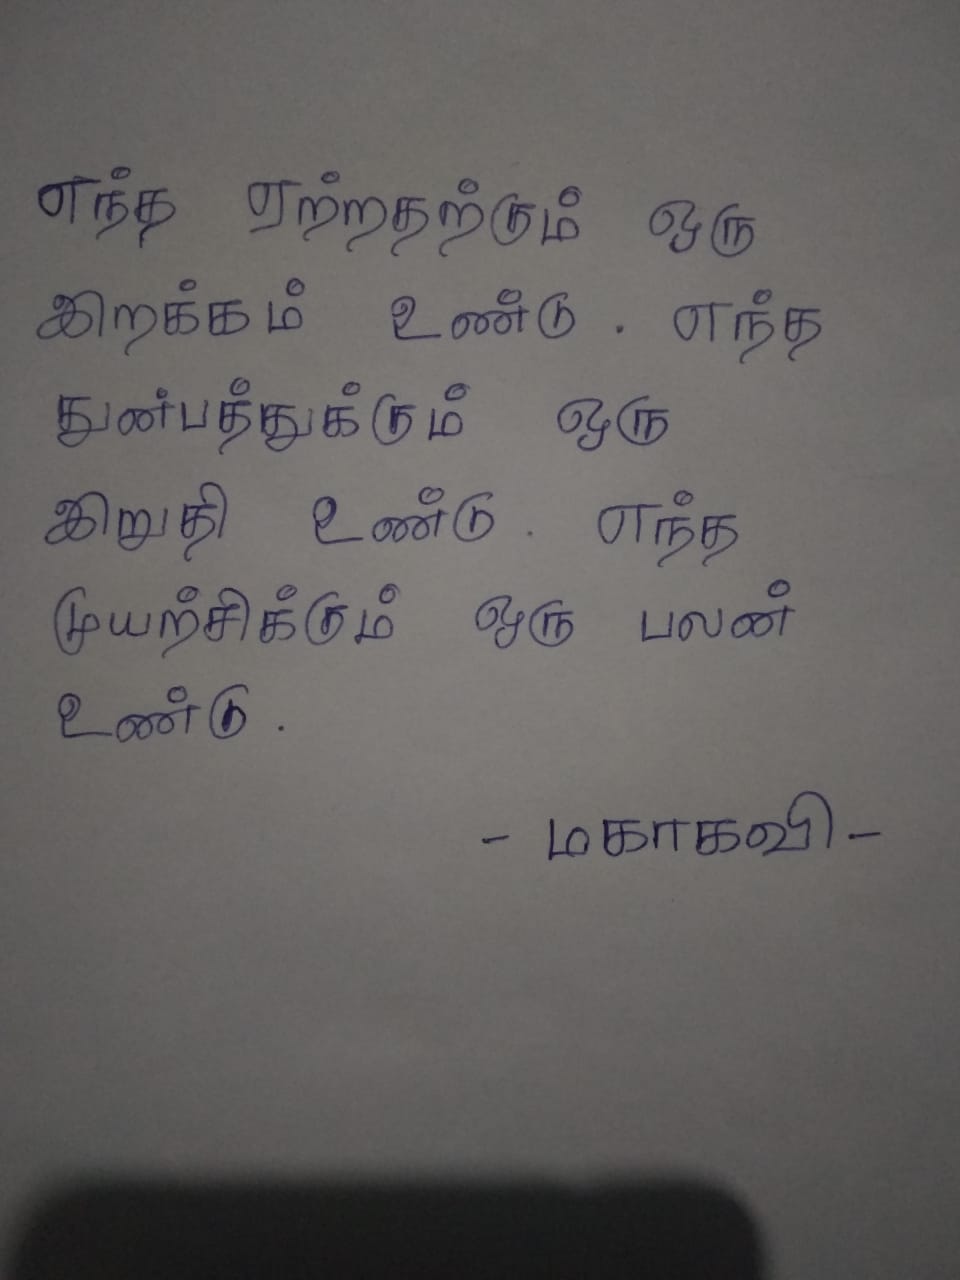 எந்த ஏற்றதற்கும் ஒரு
இறக்கம் உண்டு. எந்த
துன்பத்துக்கும் ஒரு
இறுதி உண்டு. எந்த
முயற்சிக்கும் ஒரு பலன்
உண்டு.
- மகாகவி -